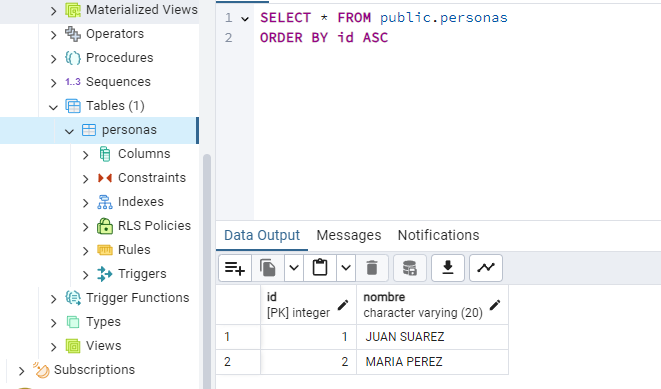 Materialized Views
Operators
Procedures
1..3 Sequences
Tables (1)
personas
Columns
Constraints
Indexes
RLS Policies
Rules
Triggers
Trigger Functions
Types
Views
Subscriptions
1 SELECT * FROM public.personas
2 ORDER BY id ASC
Data Output Messages Notifications
id nombre
[PK] integer character varying (20)
1 1 JUAN SUAREZ
2 2 MARIA PEREZ